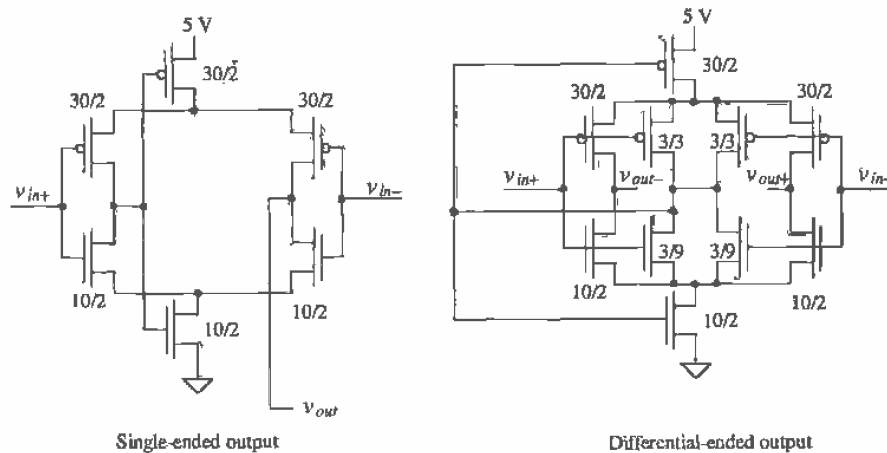 5 V
30/2
30/2
30/2
v_in+
v_in−
10/2
10/2
10/2
v_out
Single-ended output
5 V
30/2
30/2
30/2
3/3
3/3
v_in+
v_out−
v_out+
v_in−
3/9
3/9
10/2
10/2
10/2
Differential-ended output